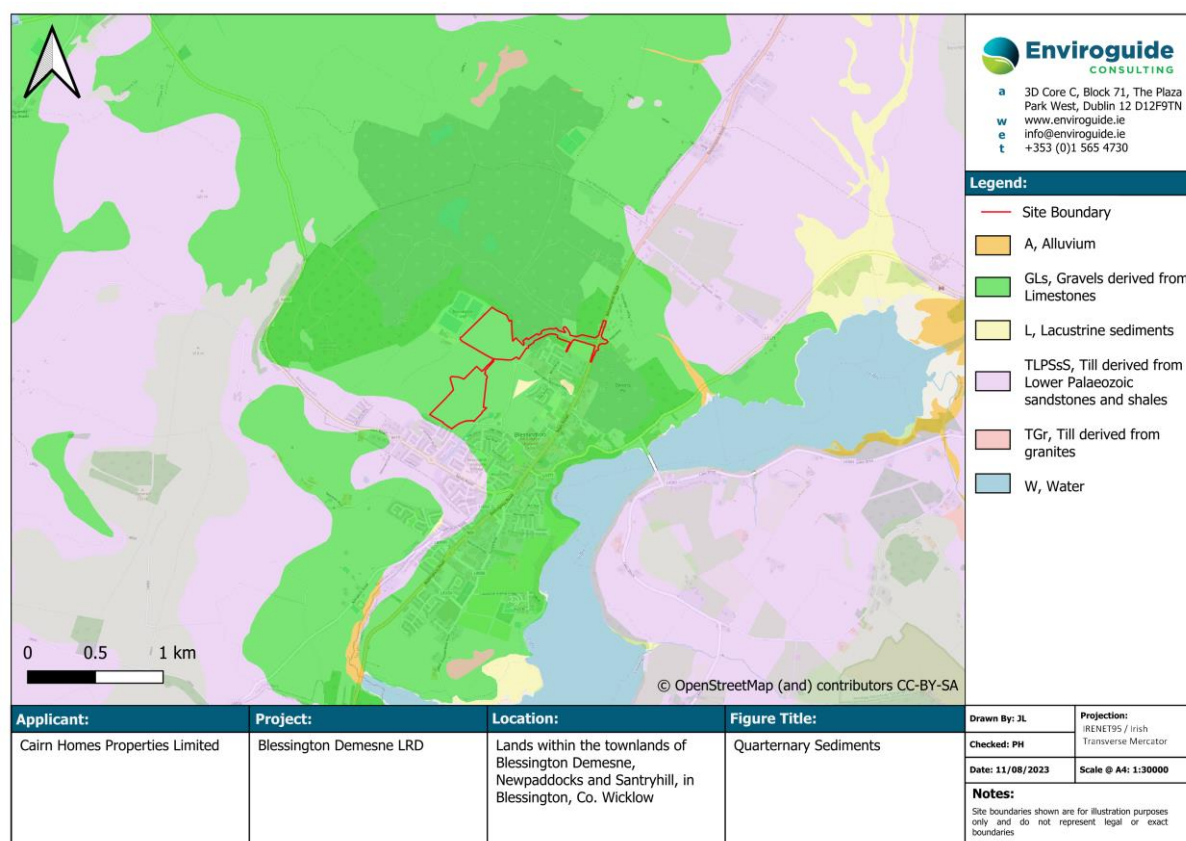 Enviroguide
CONSULTING
a 3D Core C, Block 71, The Plaza
Park West, Dublin 12 D12F9TN
w www.enviroguide.ie
e info@enviroguide.ie
t +353 (0)1 565 4730
Legend:
Site Boundary
A, Alluvium
GLs, Gravels derived from
Limestones
L, Lacustrine sediments
TLPSsS, Till derived from
Lower Palaeozoic
sandstones and shales
TGr, Till derived from
granites
W, Water
Blessington
0 0.5 1 km
© OpenStreetMap (and) contributors CC-BY-SA
Applicant:
Cairn Homes Properties Limited
Project:
Blessington Demesne LRD
Location:
Lands within the townlands of
Blessington Demesne,
Newpaddocks and Santryhill, in
Blessington, Co. Wicklow
Figure Title:
Quarternary Sediments
Drawn By: JL
Projection:
IRENET95 / Irish
Transverse Mercator
Checked: PH
Date: 11/08/2023
Scale @ A4: 1:30000
Notes:
Site boundaries shown are for illustration purposes
only and do not represent legal or exact
boundaries